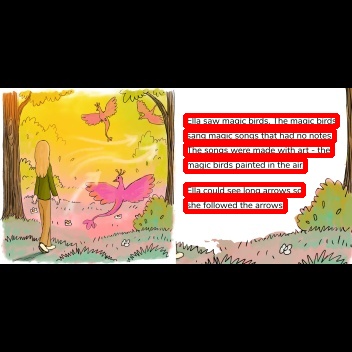 Ella saw magic birds. The magic birds
sang magic songs that had no notes.
The songs were made with art - the
magic birds painted in the air.
Ella could see long arrows so
she followed the arrows.